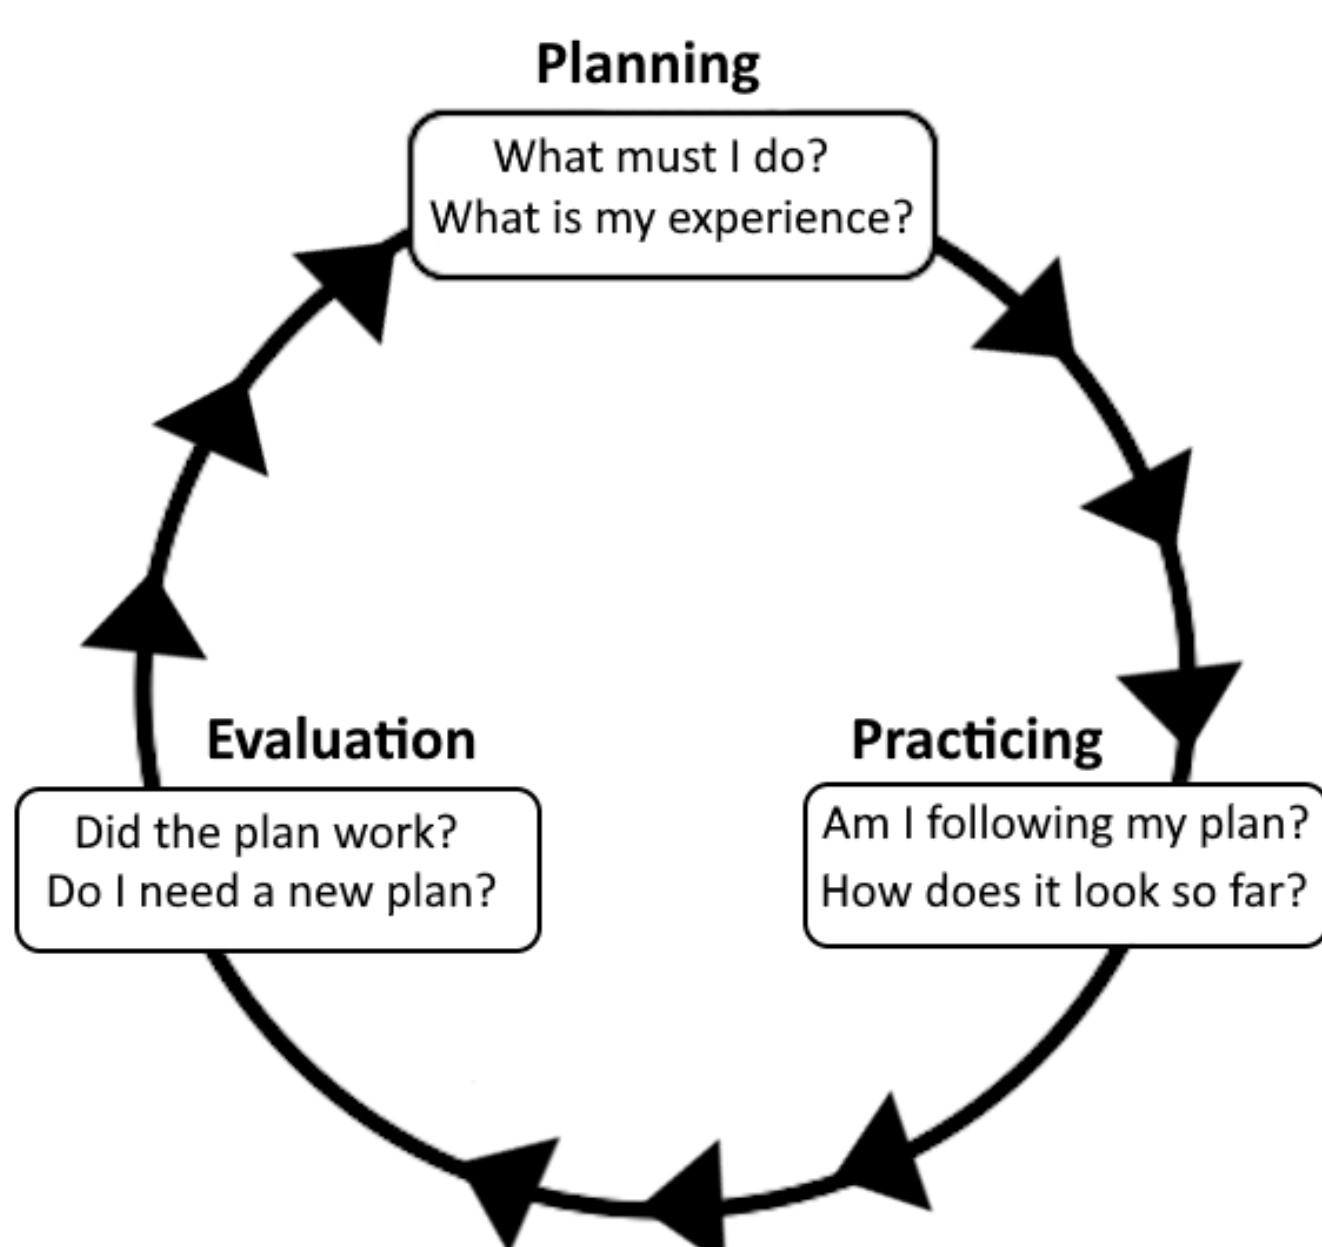 Planning
What must I do?
What is my experience?
Evaluation
Did the plan work?
Do I need a new plan?
Practicing
Am I following my plan?
How does it look so far?